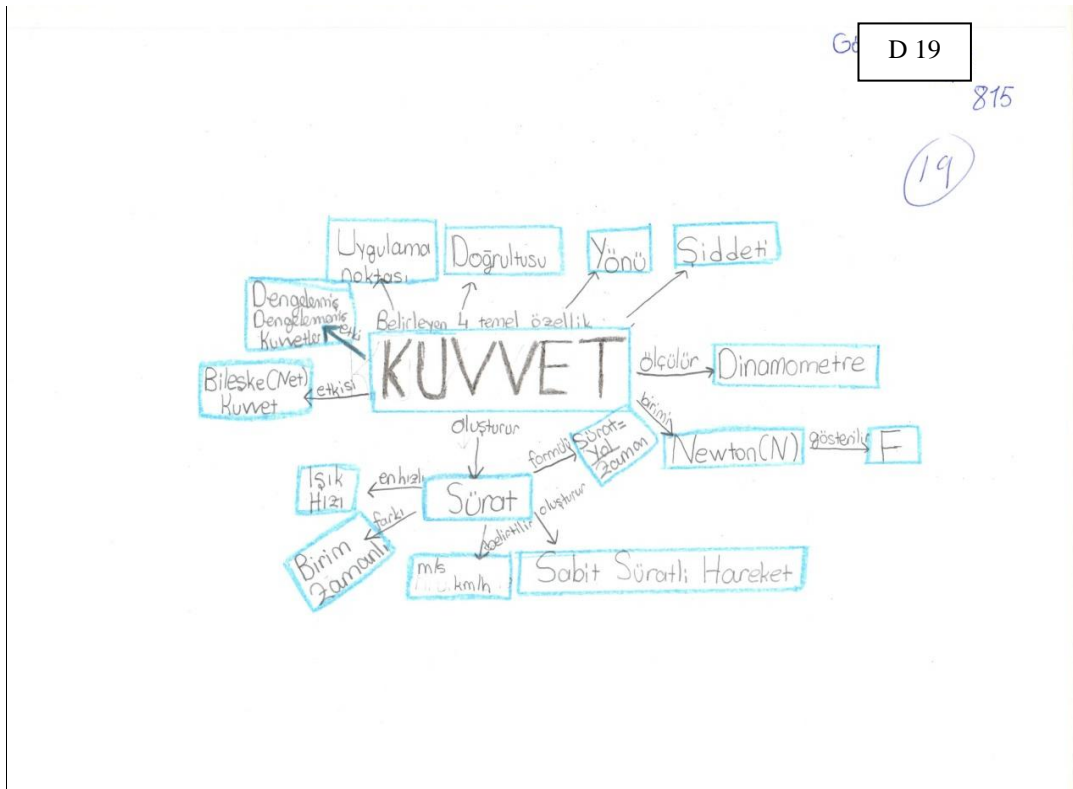 D 19
815
19
Uygulama
noktası
Doğrultusu
Yönü
Şiddeti
Dengelenmiş
Dengelenmemiş
Kuvvetler
etki
Belirleyen 4 temel özellik
KUVVET
ölçülür
Dinamometre
Bileşke(Net)
Kuvvet
etkisi
birimi
Newton(N)
gösterilir
F
oluşturur
formülü
Sürat=
Yol
Zaman
Işık
Hızı
en hızlı
Sürat
farkı
Birim
Zamanlı
belirtilir
oluşturur
m/s
km/h
Sabit Süratli Hareket